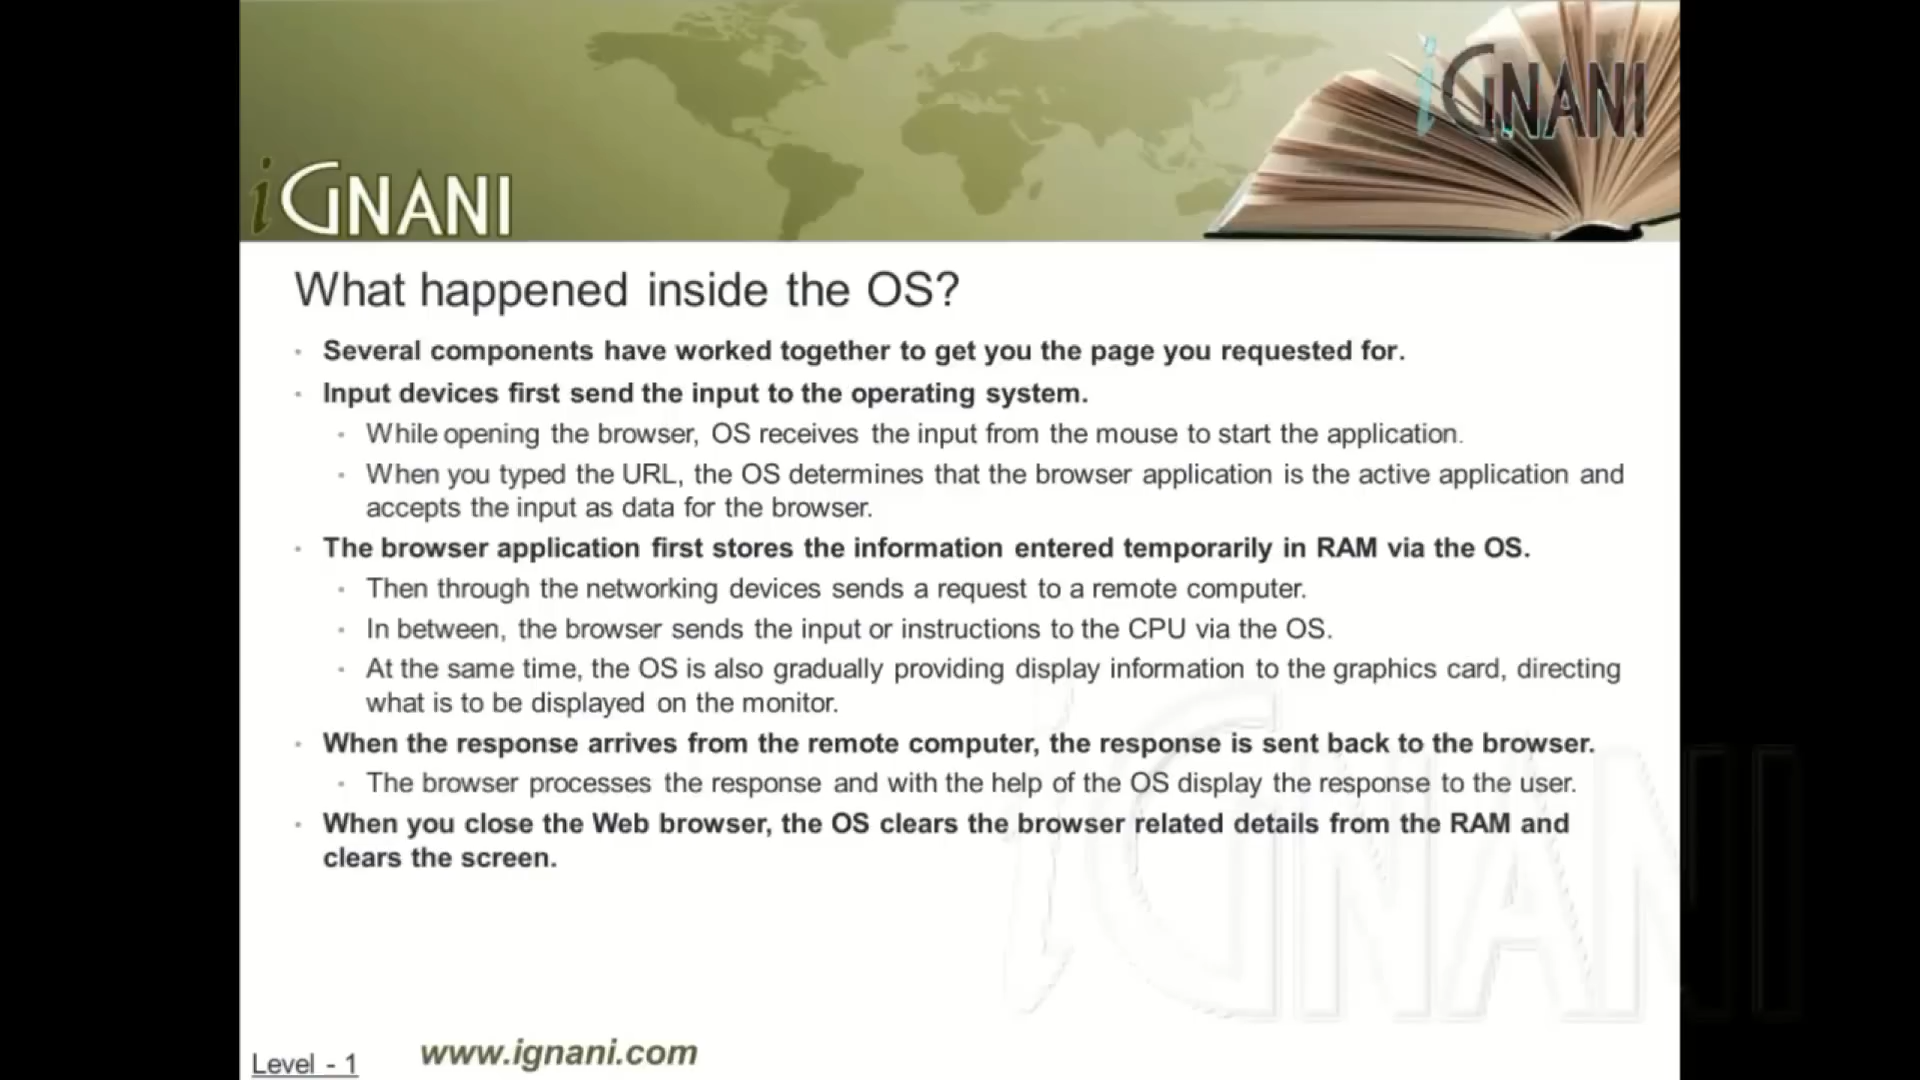 iGNANI
iGNANI
What happened inside the OS?
· Several components have worked together to get you the page you requested for.
· Input devices first send the input to the operating system.
· While opening the browser, OS receives the input from the mouse to start the application.
· When you typed the URL, the OS determines that the browser application is the active application and
accepts the input as data for the browser.
· The browser application first stores the information entered temporarily in RAM via the OS.
· Then through the networking devices sends a request to a remote computer.
· In between, the browser sends the input or instructions to the CPU via the OS.
· At the same time, the OS is also gradually providing display information to the graphics card, directing
what is to be displayed on the monitor.
· When the response arrives from the remote computer, the response is sent back to the browser.
· The browser processes the response and with the help of the OS display the response to the user.
· When you close the Web browser, the OS clears the browser related details from the RAM and
clears the screen.
iGNANI
Level - 1
www.ignani.com